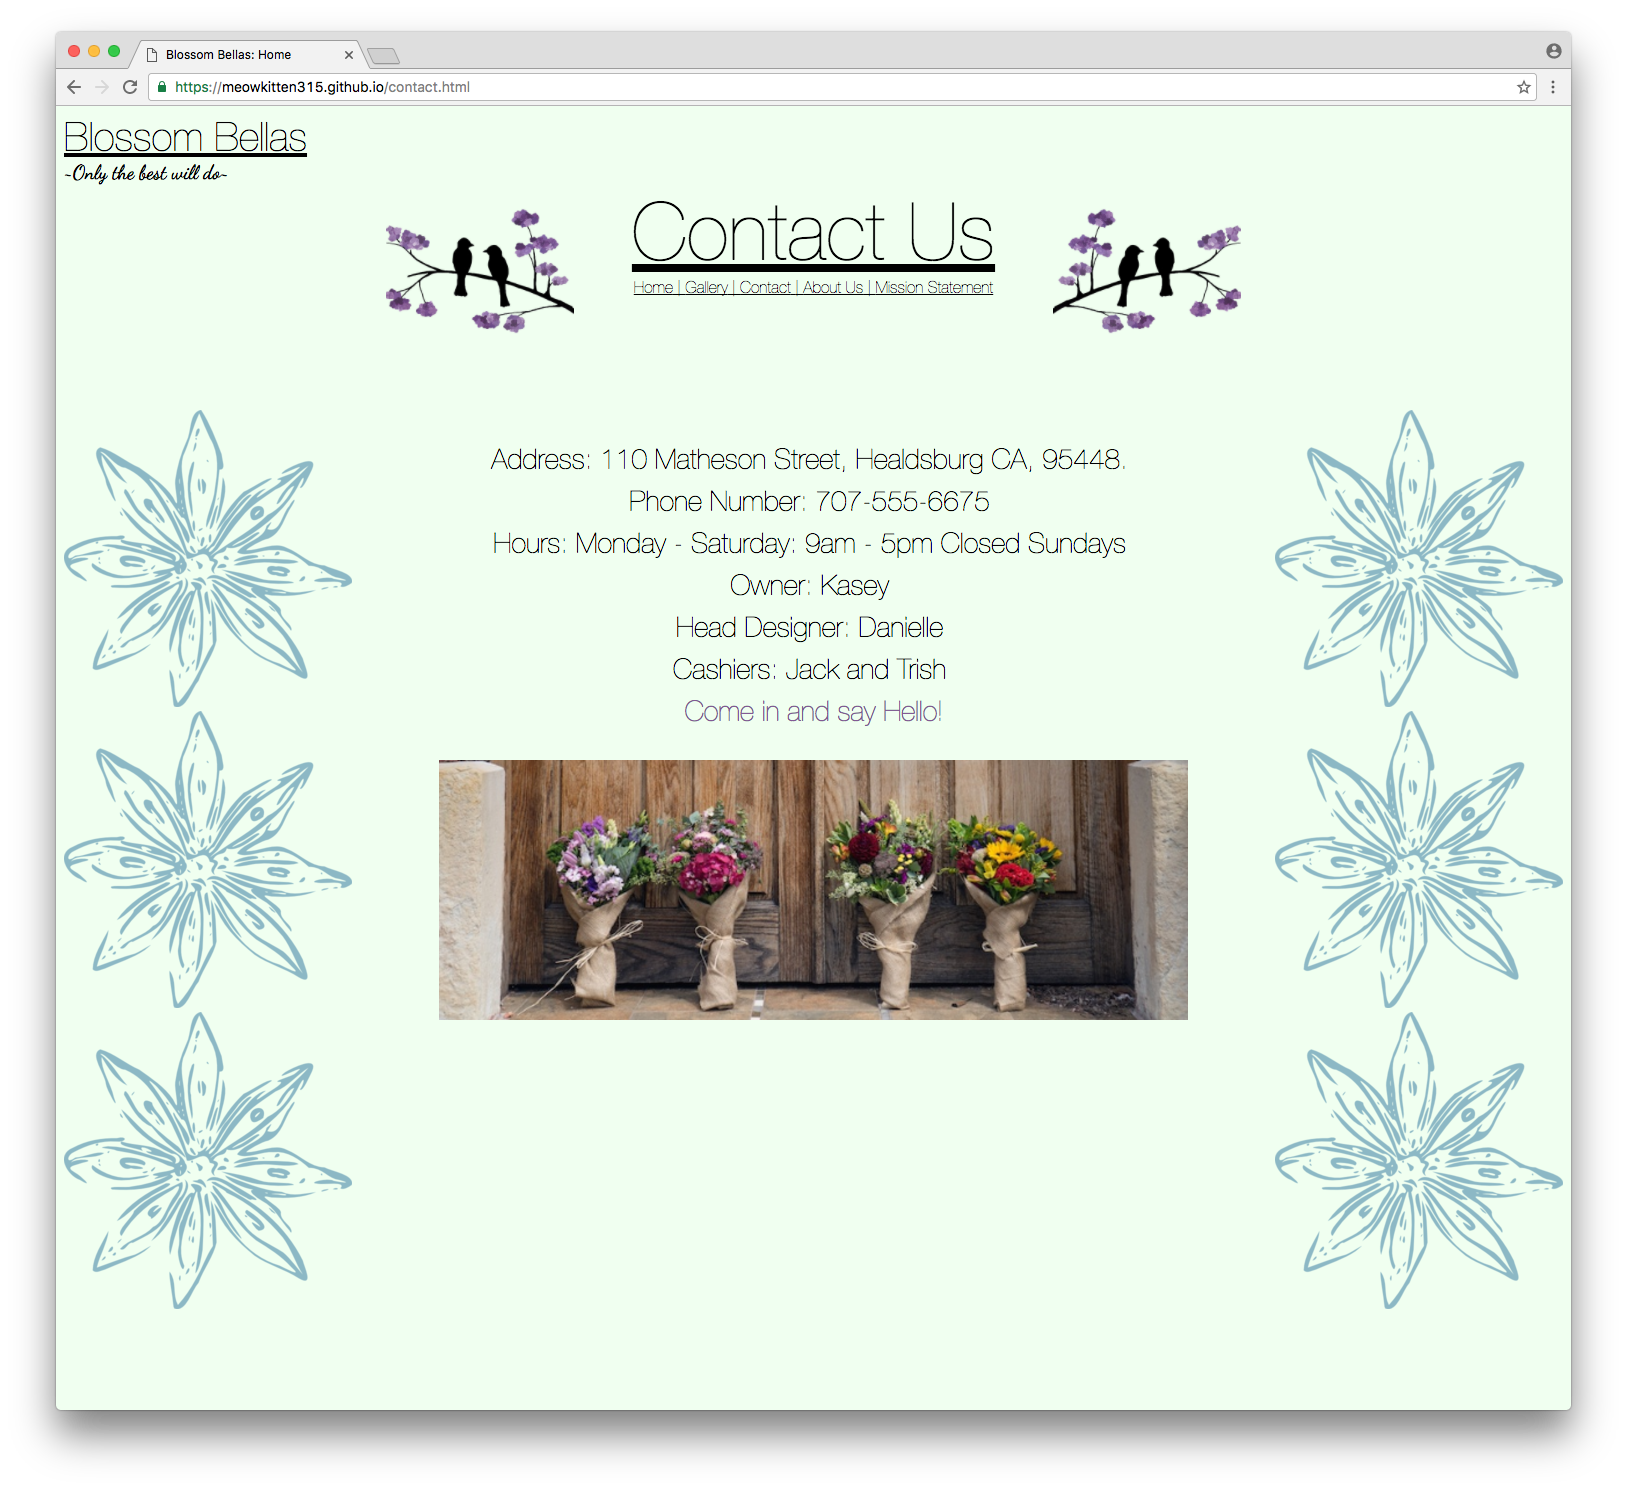 Blossom Bellas: Home
https://meowkitten315.github.io/contact.html
Blossom Bellas
~Only the best will do~
Contact Us
Home | Gallery | Contact | About Us | Mission Statement
Address: 110 Matheson Street, Healdsburg CA, 95448.
Phone Number: 707-555-6675
Hours: Monday - Saturday: 9am - 5pm Closed Sundays
Owner: Kasey
Head Designer: Danielle
Cashiers: Jack and Trish
Come in and say Hello!